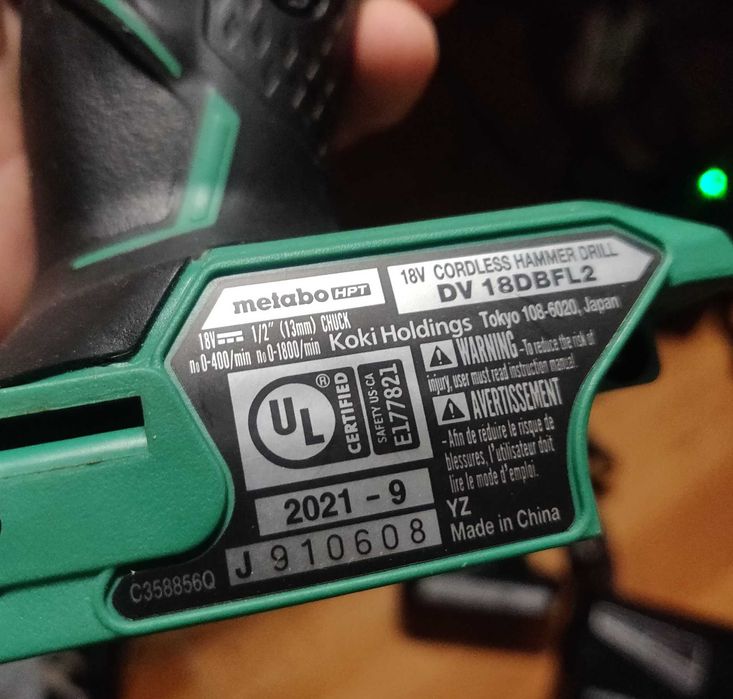 metabo HPT
18V CORDLESS HAMMER DRILL
DV 18DBFL2
18V 1/2" (13mm) CHUCK
n₀ 0-400/min n₀ 0-1800/min
Koki Holdings Tokyo 108-6020, Japan
UL ®
CERTIFIED
SAFETY US-CA
E177821
WARNING - To reduce the risk of
injury, user must read instruction manual.
AVERTISSEMENT
- Afin de réduire le risque de
blessures, l'utilisateur doit
lire le mode d'emploi.
2021 - 9
J 910608
YZ
Made in China
C358856Q